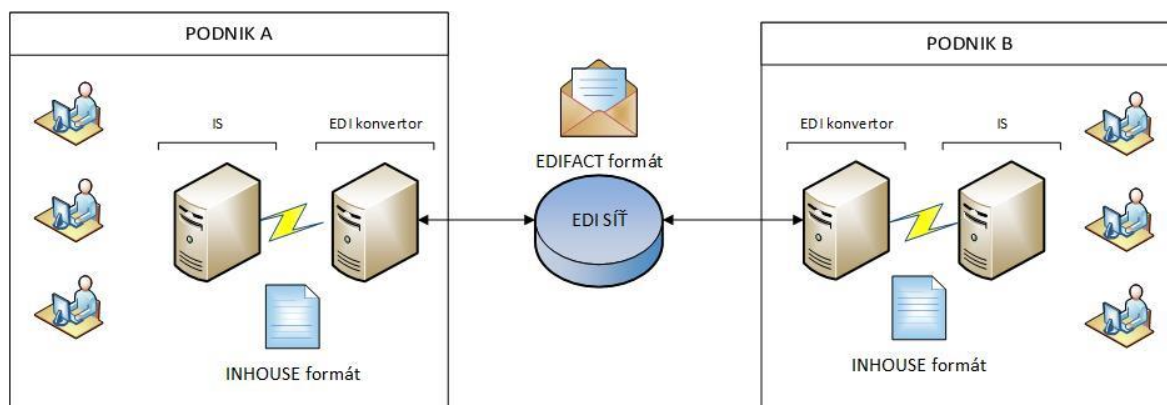 PODNIK A
IS
EDI konvertor
INHOUSE formát
EDIFACT formát
EDI SÍŤ
PODNIK B
EDI konvertor
IS
INHOUSE formát